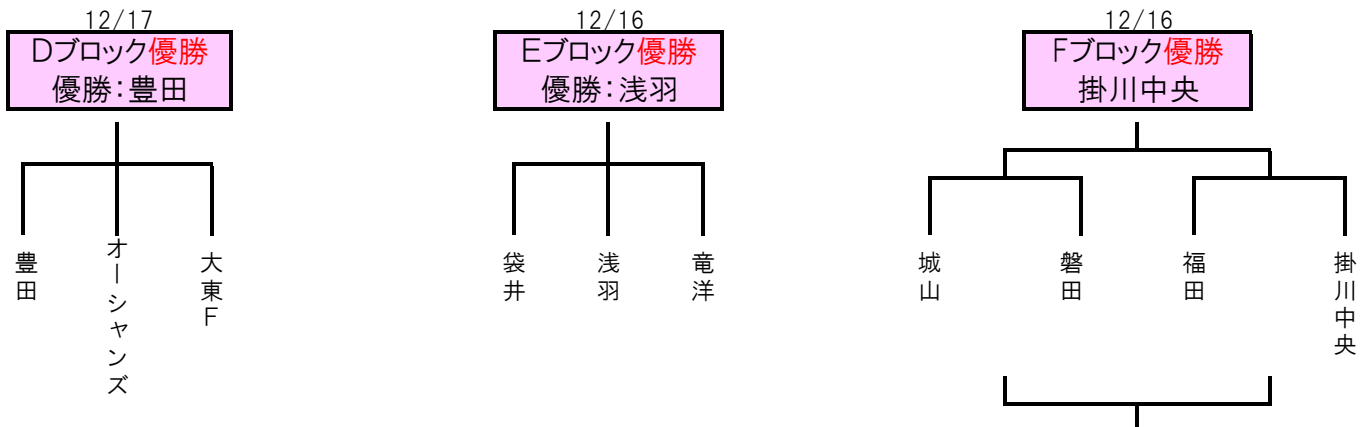 12/17
Dブロック優勝
優勝:豊田
豊田
オーシャンズ
大東F
12/16
Eブロック優勝
優勝:浅羽
袋井
浅羽
竜洋
12/16
Fブロック優勝
掛川中央
城山
磐田
福田
掛川中央